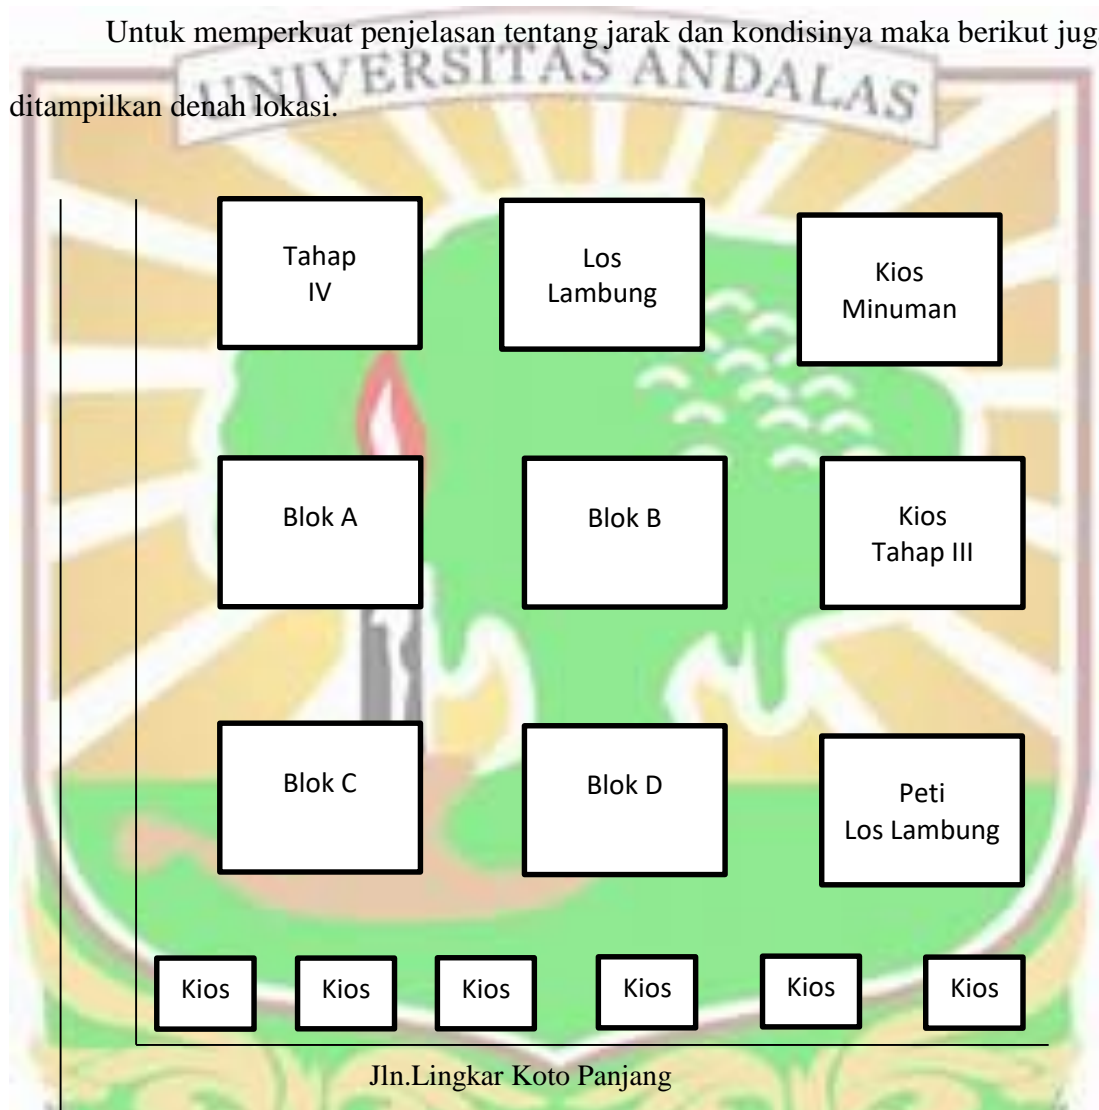 Untuk memperkuat penjelasan tentang jarak dan kondisinya maka berikut jug
UNIVERSITAS ANDALAS
ditampilkan denah lokasi.
Tahap
IV
Los
Lambung
Kios
Minuman
Blok A
Blok B
Kios
Tahap III
Blok C
Blok D
Peti
Los Lambung
Kios
Kios
Kios
Kios
Kios
Kios
Jln.Lingkar Koto Panjang